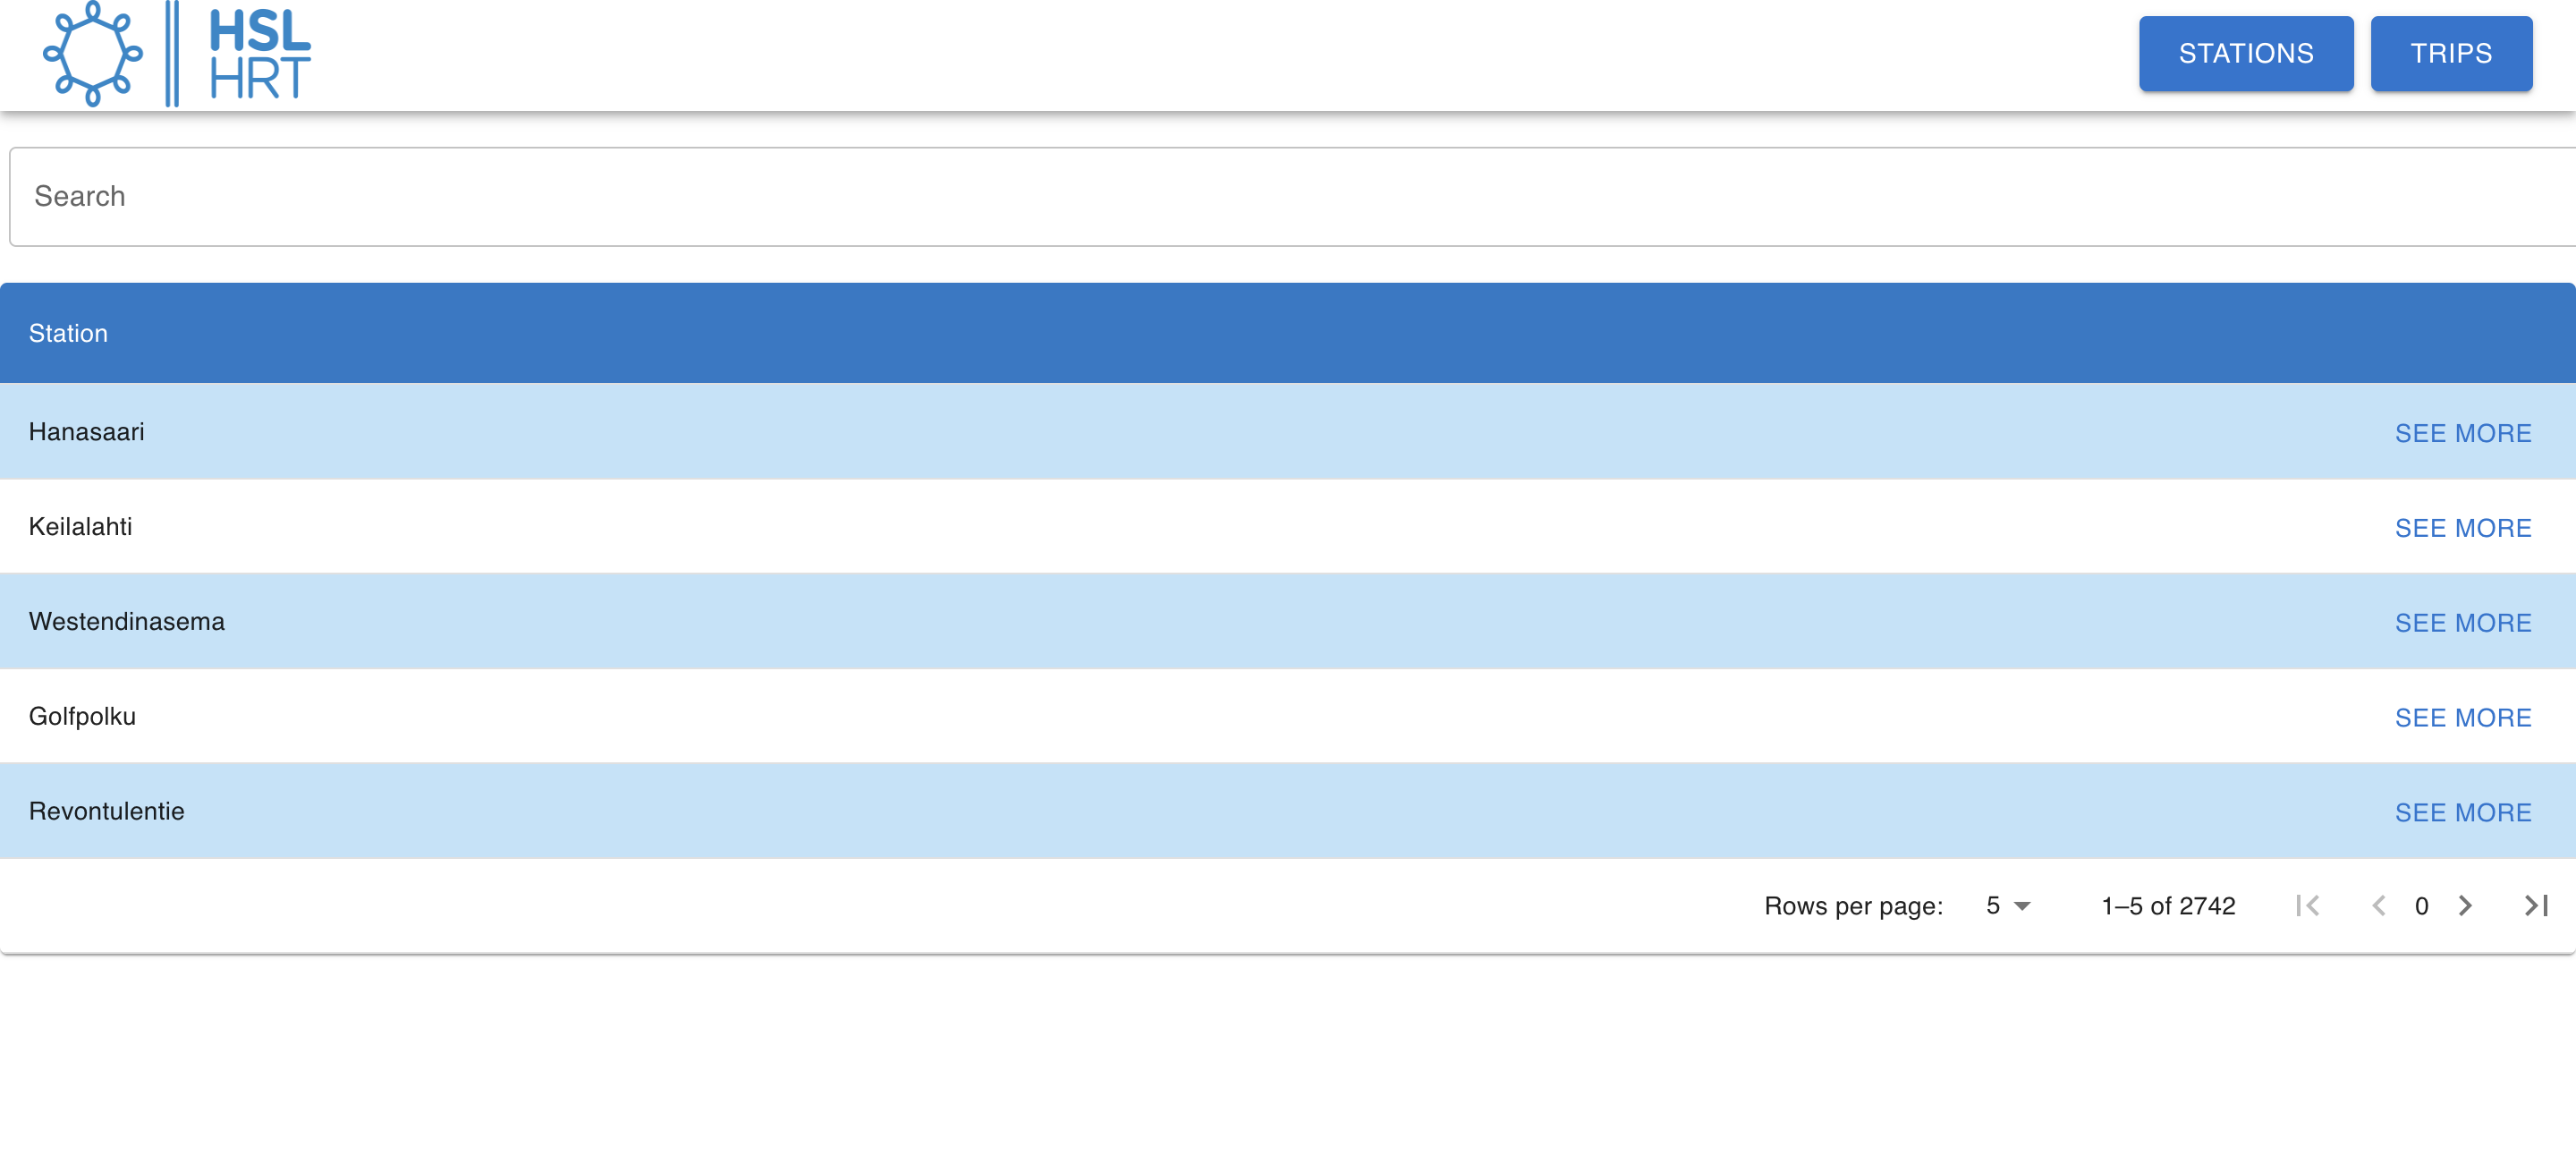 HSL
HRT
STATIONS
TRIPS
Search
Station
Hanasaari SEE MORE
Keilalahti SEE MORE
Westendinasema SEE MORE
Golfpolku SEE MORE
Revontulentie SEE MORE
Rows per page: 5 1–5 of 2742 0